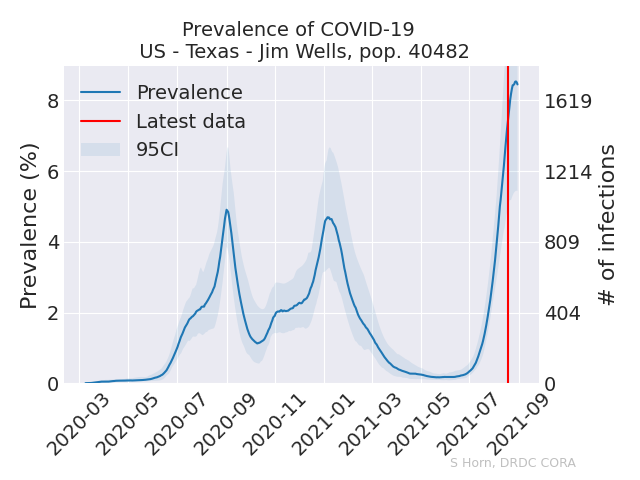 Prevalence of COVID-19
US - Texas - Jim Wells, pop. 40482
Prevalence
Latest data
95CI
Prevalence (%)
8
6
4
2
0
1619
1214
809
404
0
# of infections
2020-03
2020-05
2020-07
2020-09
2020-11
2021-01
2021-03
2021-05
2021-07
2021-09
S Horn, DRDC CORA